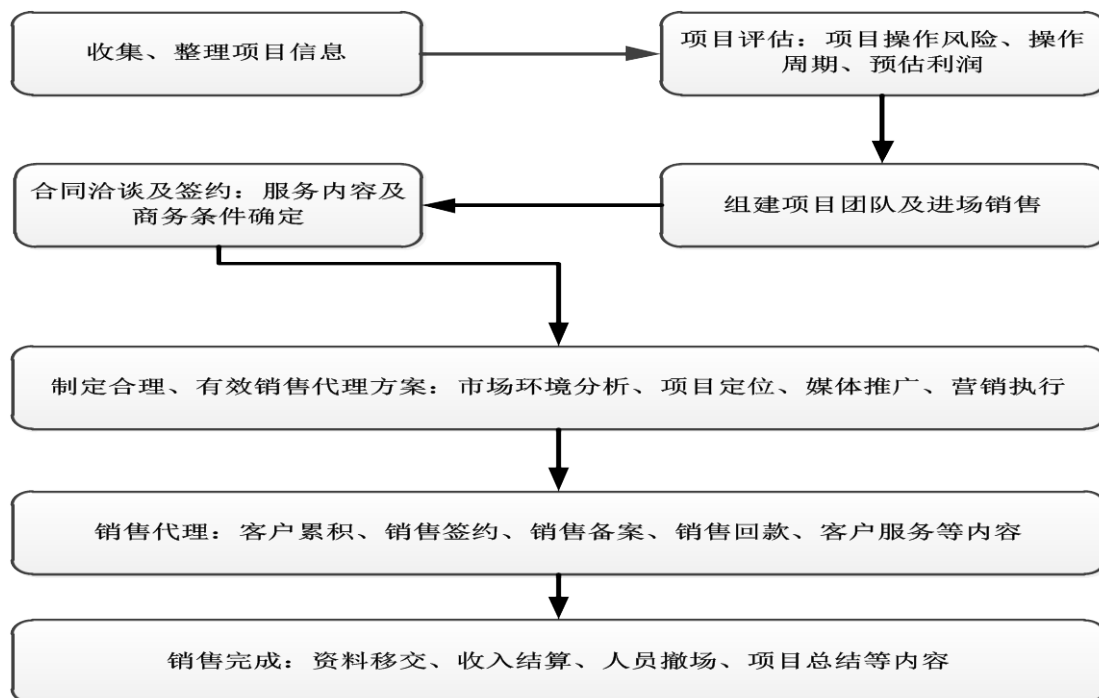 收集、整理项目信息
项目评估：项目操作风险、操作
周期、预估利润
组建项目团队及进场销售
合同洽谈及签约：服务内容及
商务条件确定
制定合理、有效销售代理方案：市场环境分析、项目定位、媒体推广、营销执行
销售代理：客户累积、销售签约、销售备案、销售回款、客户服务等内容
销售完成：资料移交、收入结算、人员撤场、项目总结等内容